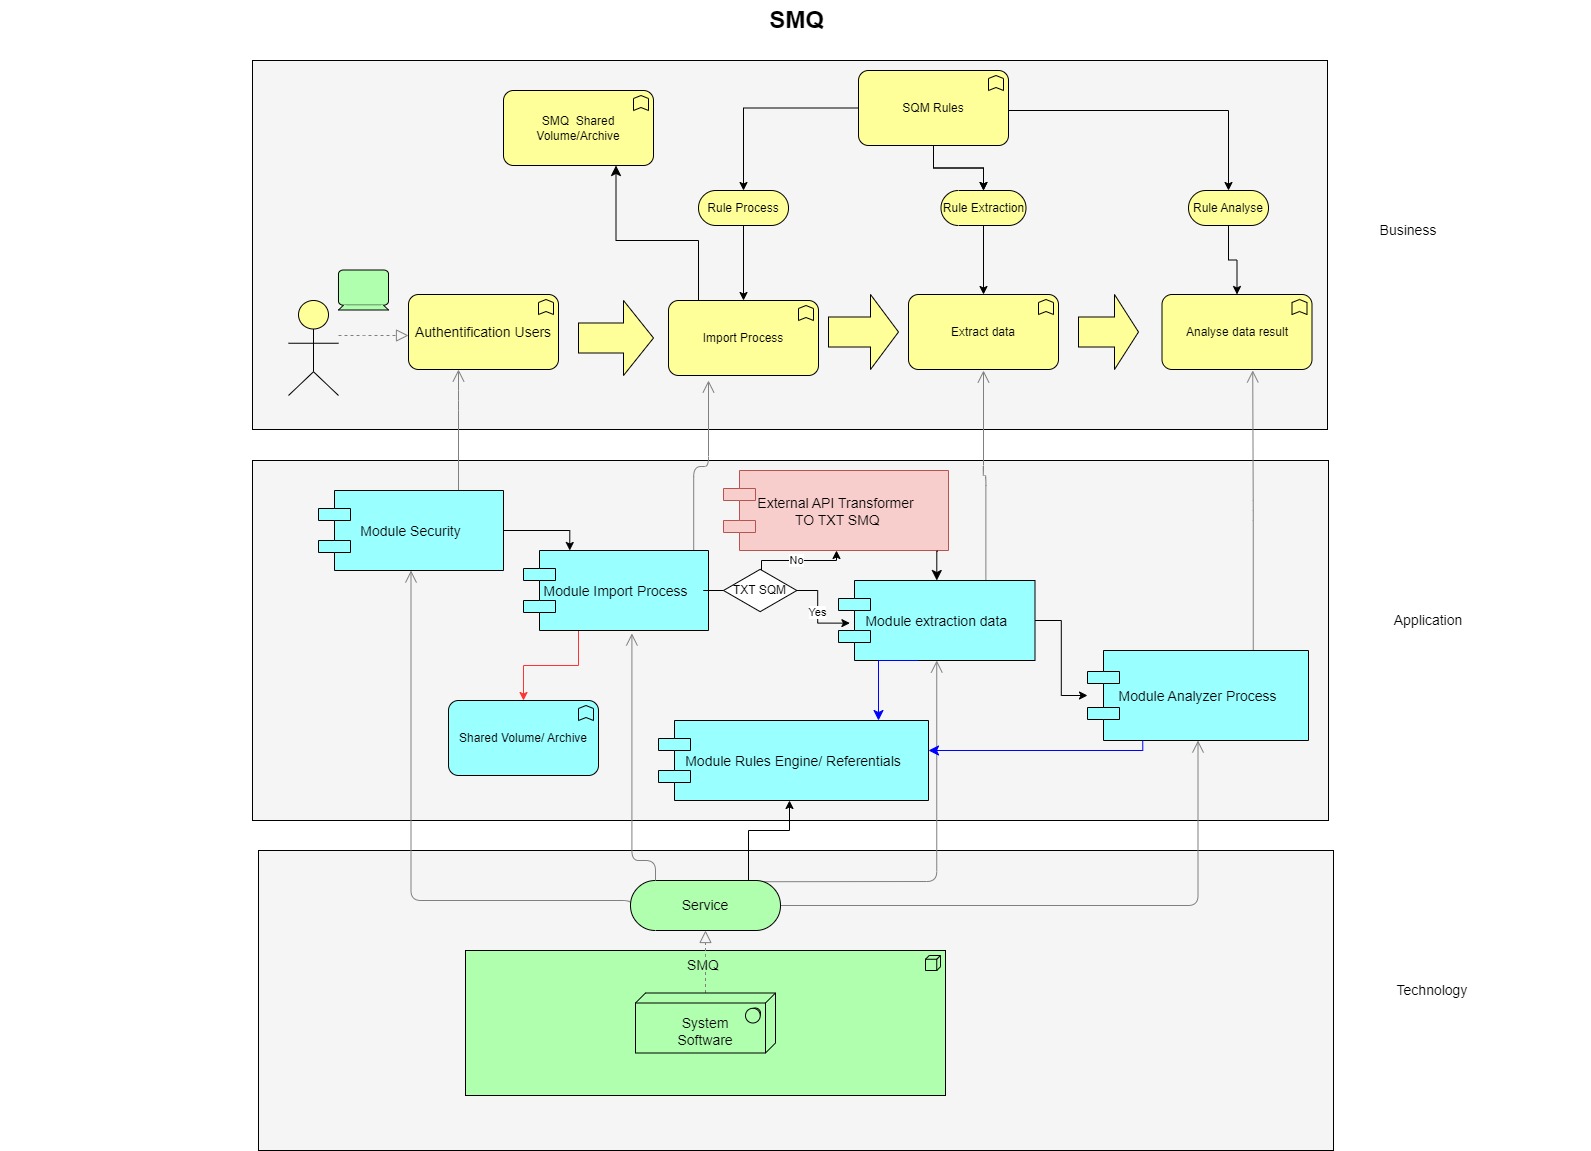 SMQ
SMQ  Shared
Volume/Archive
SQM Rules
Rule Process
Rule Extraction
Rule Analyse
Business
Authentification Users
Import Process
Extract data
Analyse data result
External API Transformer
TO TXT SMQ
Module Security
No
Module Import Process
TXT SQM
Yes
Module extraction data
Application
Module Analyzer Process
Shared Volume/ Archive
Module Rules Engine/ Referentials
Service
SMQ
Technology
System
Software